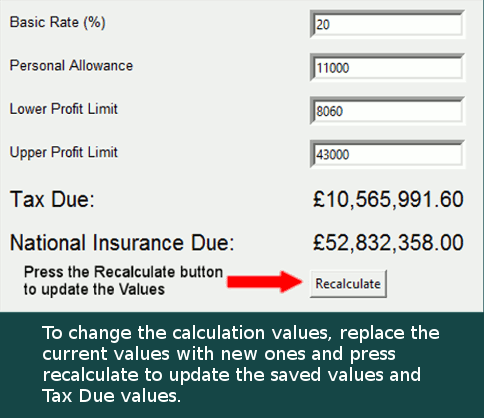 Basic Rate (%) 20
Personal Allowance 11000
Lower Profit Limit 8060
Upper Profit Limit 43000
Tax Due: £10,565,991.60
National Insurance Due: £52,832,358.00
Press the Recalculate button
to update the Values
Recalculate
To change the calculation values, replace the
current values with new ones and press
recalculate to update the saved values and
Tax Due values.